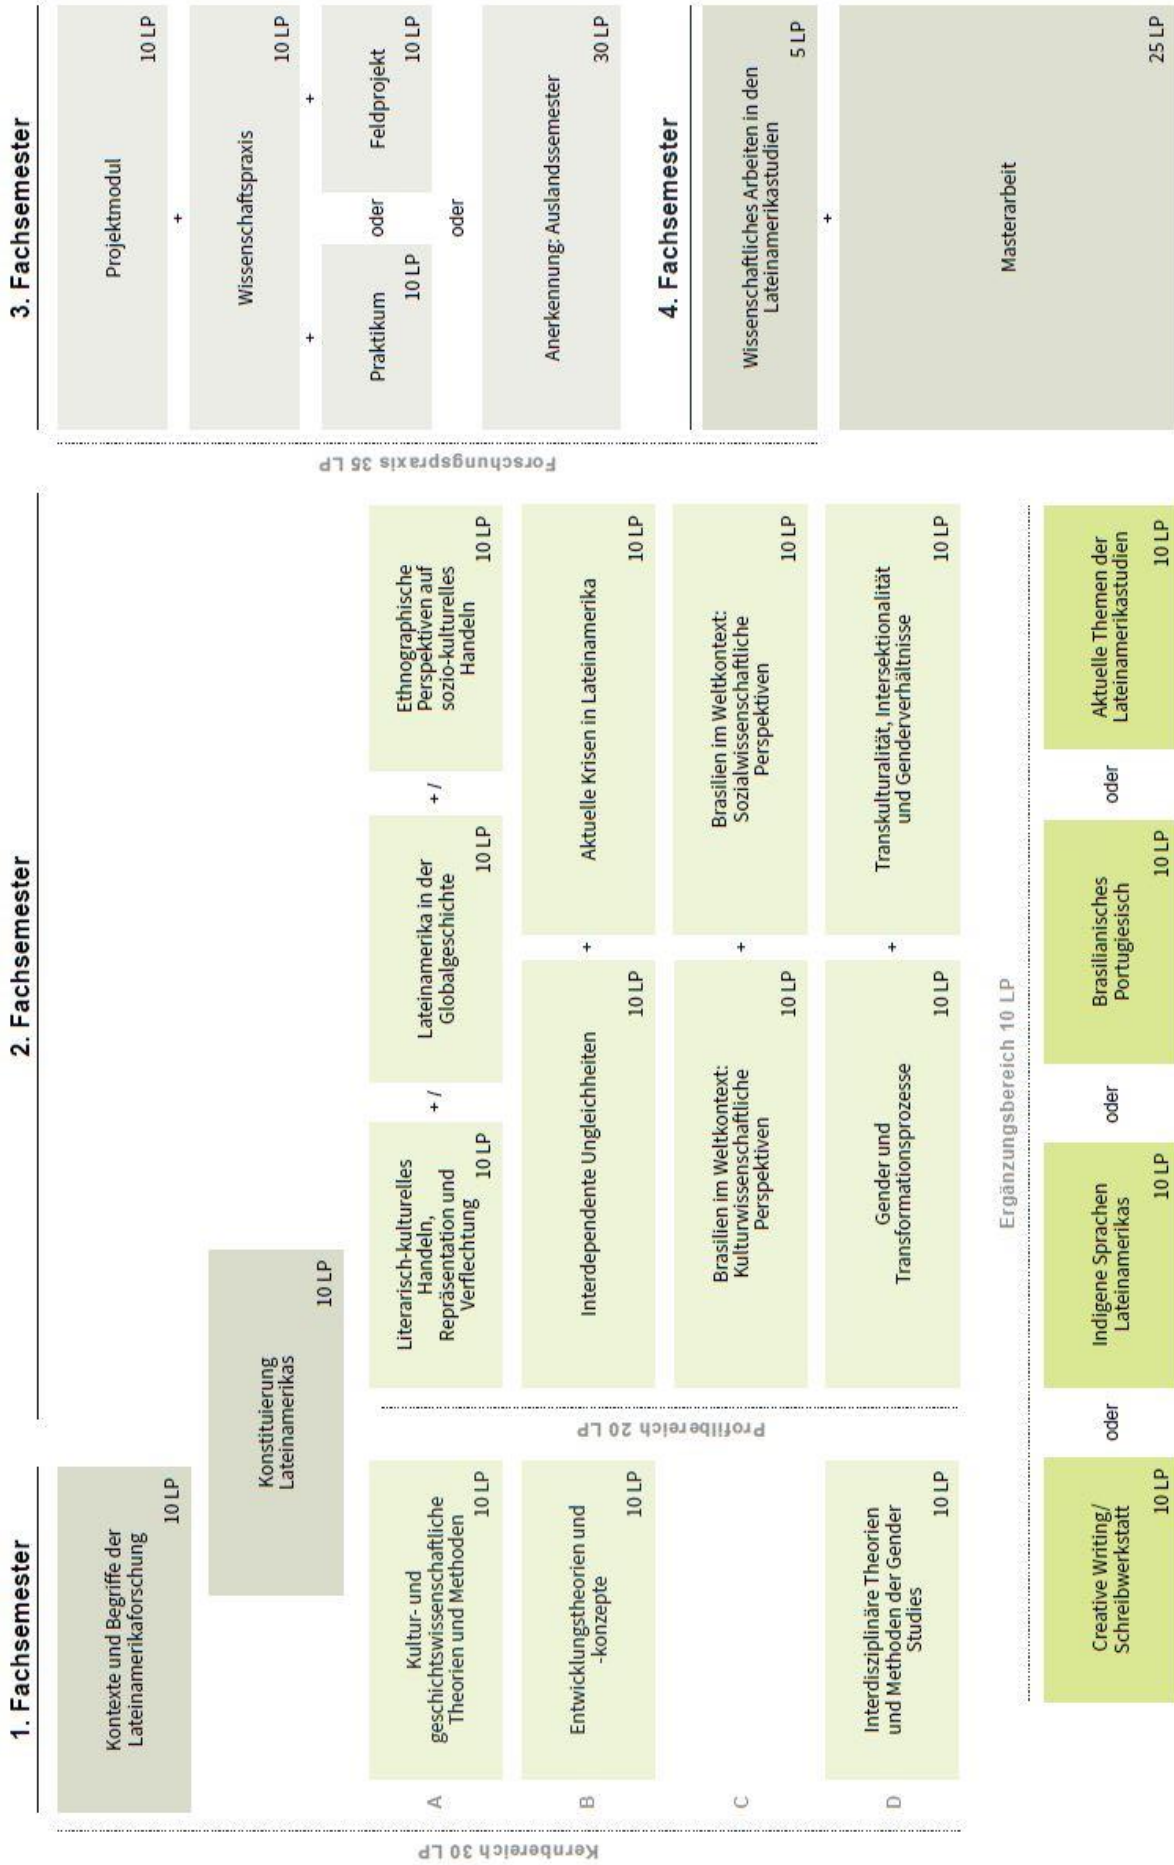 1. Fachsemester
Kontexte und Begriffe der
Lateinamerikaforschung
10 LP
Konstituierung
Lateinamerikas
10 LP
Kernbereich 30 LP
A
Kultur- und
geschichtswissenschaftliche
Theorien und Methoden
10 LP
B
Entwicklungstheorien und
-konzepte
10 LP
C
D
Interdisziplinäre Theorien
und Methoden der Gender
Studies
10 LP
2. Fachsemester
Profilbereich 20 LP
Literarisch-kulturelles
Handeln,
Repräsentation und
Verflechtung
10 LP
+ /
Lateinamerika in der
Globalgeschichte
10 LP
+ /
Ethnographische
Perspektiven auf
sozio-kulturelles
Handeln
10 LP
Interdependente Ungleichheiten
10 LP
+
Aktuelle Krisen in Lateinamerika
10 LP
Brasilien im Weltkontext:
Kulturwissenschaftliche
Perspektiven
10 LP
+
Brasilien im Weltkontext:
Sozialwissenschaftliche
Perspektiven
10 LP
Gender und
Transformationsprozesse
10 LP
+
Transkulturalität, Intersektionalität
und Genderverhältnisse
10 LP
Ergänzungsbereich 10 LP
Creative Writing/
Schreibwerkstatt
10 LP
oder
Indigene Sprachen
Lateinamerikas
10 LP
oder
Brasilianisches
Portugiesisch
10 LP
oder
Aktuelle Themen der
Lateinamerikastudien
10 LP
3. Fachsemester
Forschungspraxis 35 LP
Projektmodul
10 LP
+
Wissenschaftspraxis
10 LP
+
+
Praktikum
10 LP
oder
Feldprojekt
10 LP
oder
Anerkennung: Auslandssemester
30 LP
4. Fachsemester
Wissenschaftliches Arbeiten in den
Lateinamerikastudien
5 LP
+
Masterarbeit
25 LP